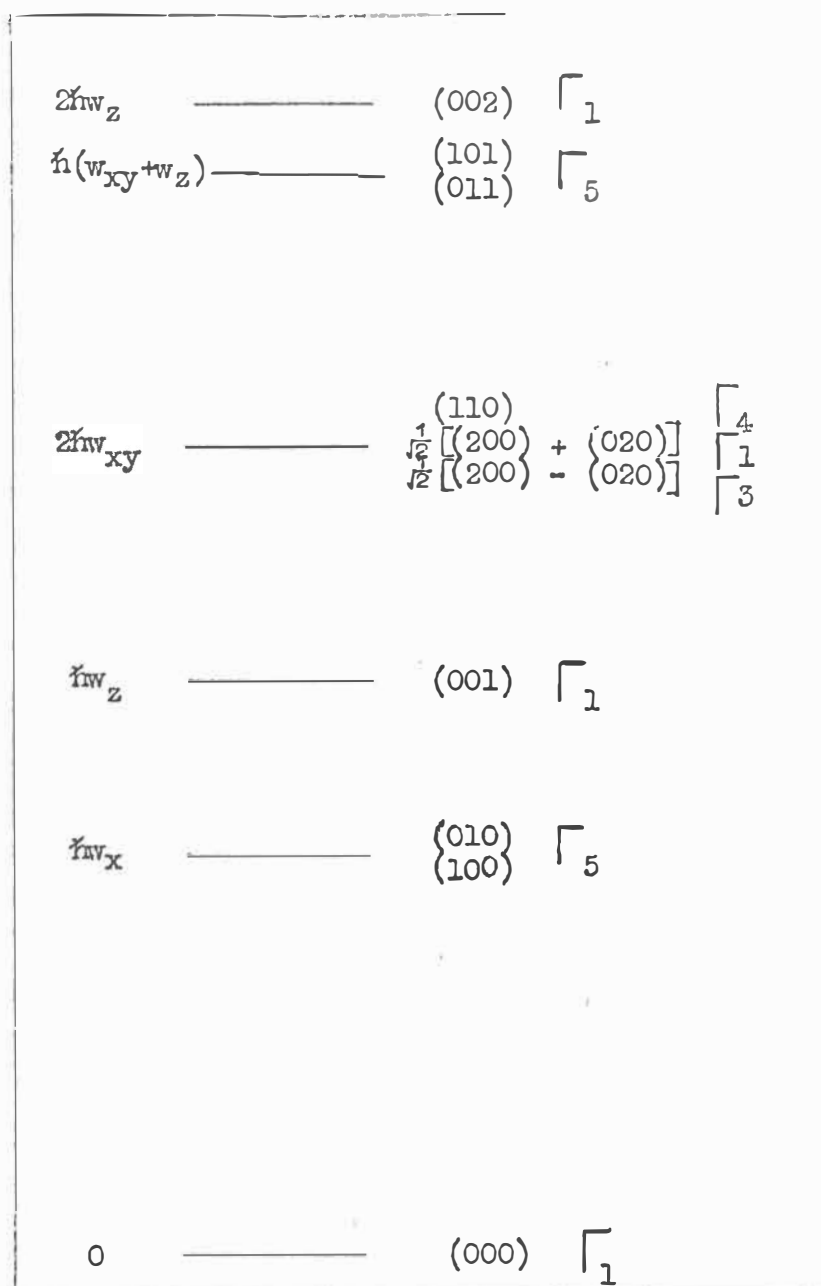 2ħw_z (002) Γ_1
ħ(w_xy+w_z) (101) (011) Γ_5
2ħw_xy (110) Γ_4
1/√2 [(200) + (020)] Γ_1
1/√2 [(200) - (020)] Γ_3
ħw_z (001) Γ_1
ħw_x (010) (100) Γ_5
0 (000) Γ_1